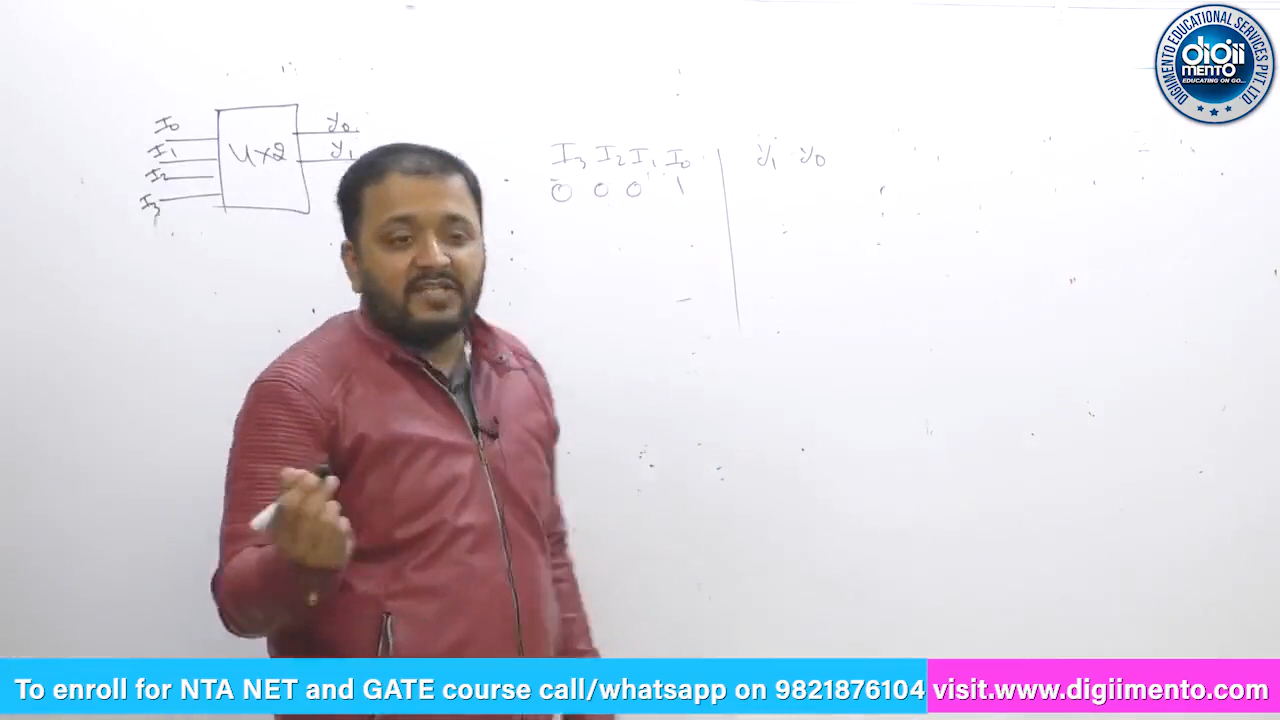 DIGIIMENTO EDUCATIONAL SERVICES PVT. LTD
digii
MENTO
EDUCATING ON GO...
I0
I1
I2
I3
4x2
y0
y1
I3 I2 I1 I0 y1 y0
0 0 0 1
To enroll for NTA NET and GATE course call/whatsapp on 9821876104 visit.www.digiimento.com